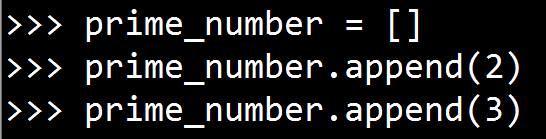 >>> prime_number = []
>>> prime_number.append(2)
>>> prime_number.append(3)